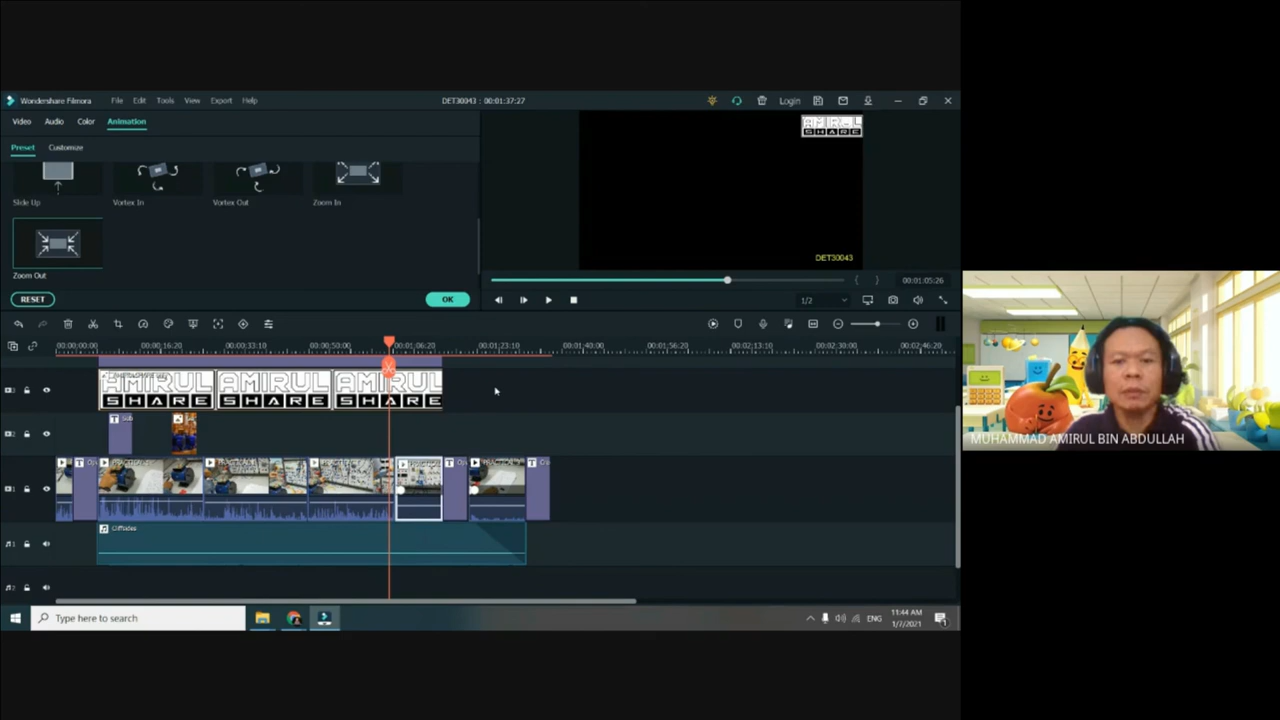 Wondershare Filmora File Edit Tools View Export Help DET30043 : 00:01:37:27 Login
Video Audio Color Animation
AMIRUL
SHARE
Preset Customize
Slide Up Vortex In Vortex Out Zoom In
Zoom Out
DET30043
00:01:05:26
RESET OK
1/2
00:00:00:00 00:00:16:20 00:00:33:10 00:00:50:00 00:01:06:20 00:01:23:10 00:01:40:00 00:01:56:20 00:02:13:10 00:02:30:00 00:02:46:20
AMIRUL AMIRUL AMIRUL
SHARE SHARE SHARE
MUHAMMAD AMIRUL BIN ABDULLAH
Cliffsides
Type here to search
ENG
11:44 AM
1/7/2021